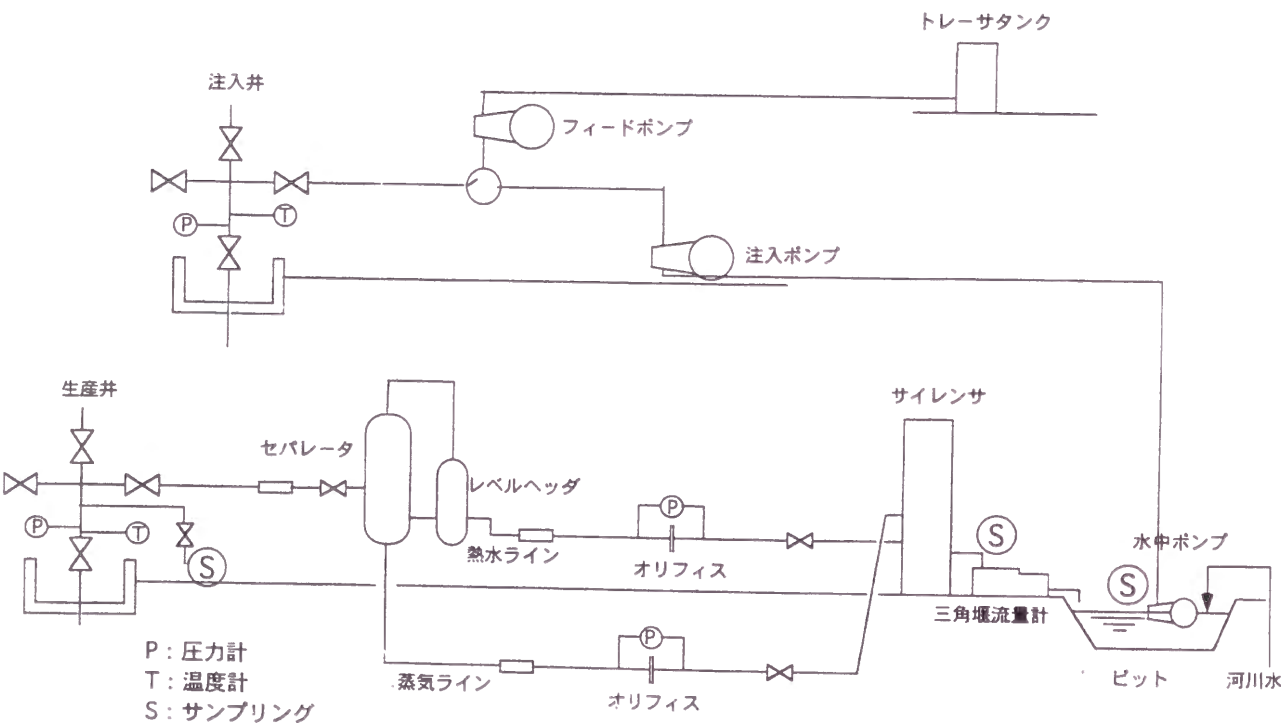 トレーサタンク
注入井
フィードポンプ
P
T
注入ポンプ
生産井
サイレンサ
セパレータ
レベルヘッダ
P
P
T
S
熱水ライン
オリフィス
S
水中ポンプ
S
三角堰流量計
P
蒸気ライン
オリフィス
ピット
河川水
P：圧力計
T：温度計
S：サンプリング